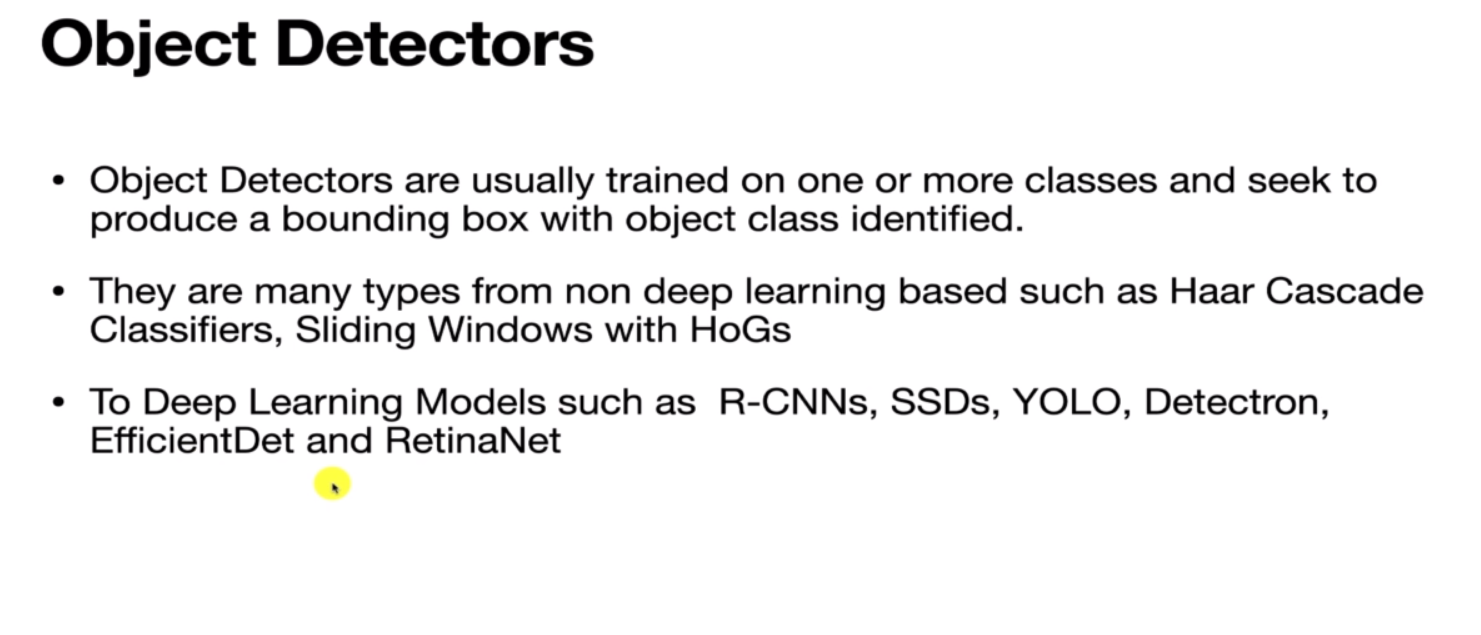 Object Detectors
• Object Detectors are usually trained on one or more classes and seek to
produce a bounding box with object class identified.
• They are many types from non deep learning based such as Haar Cascade
Classifiers, Sliding Windows with HoGs
• To Deep Learning Models such as  R-CNNs, SSDs, YOLO, Detectron,
EfficientDet and RetinaNet